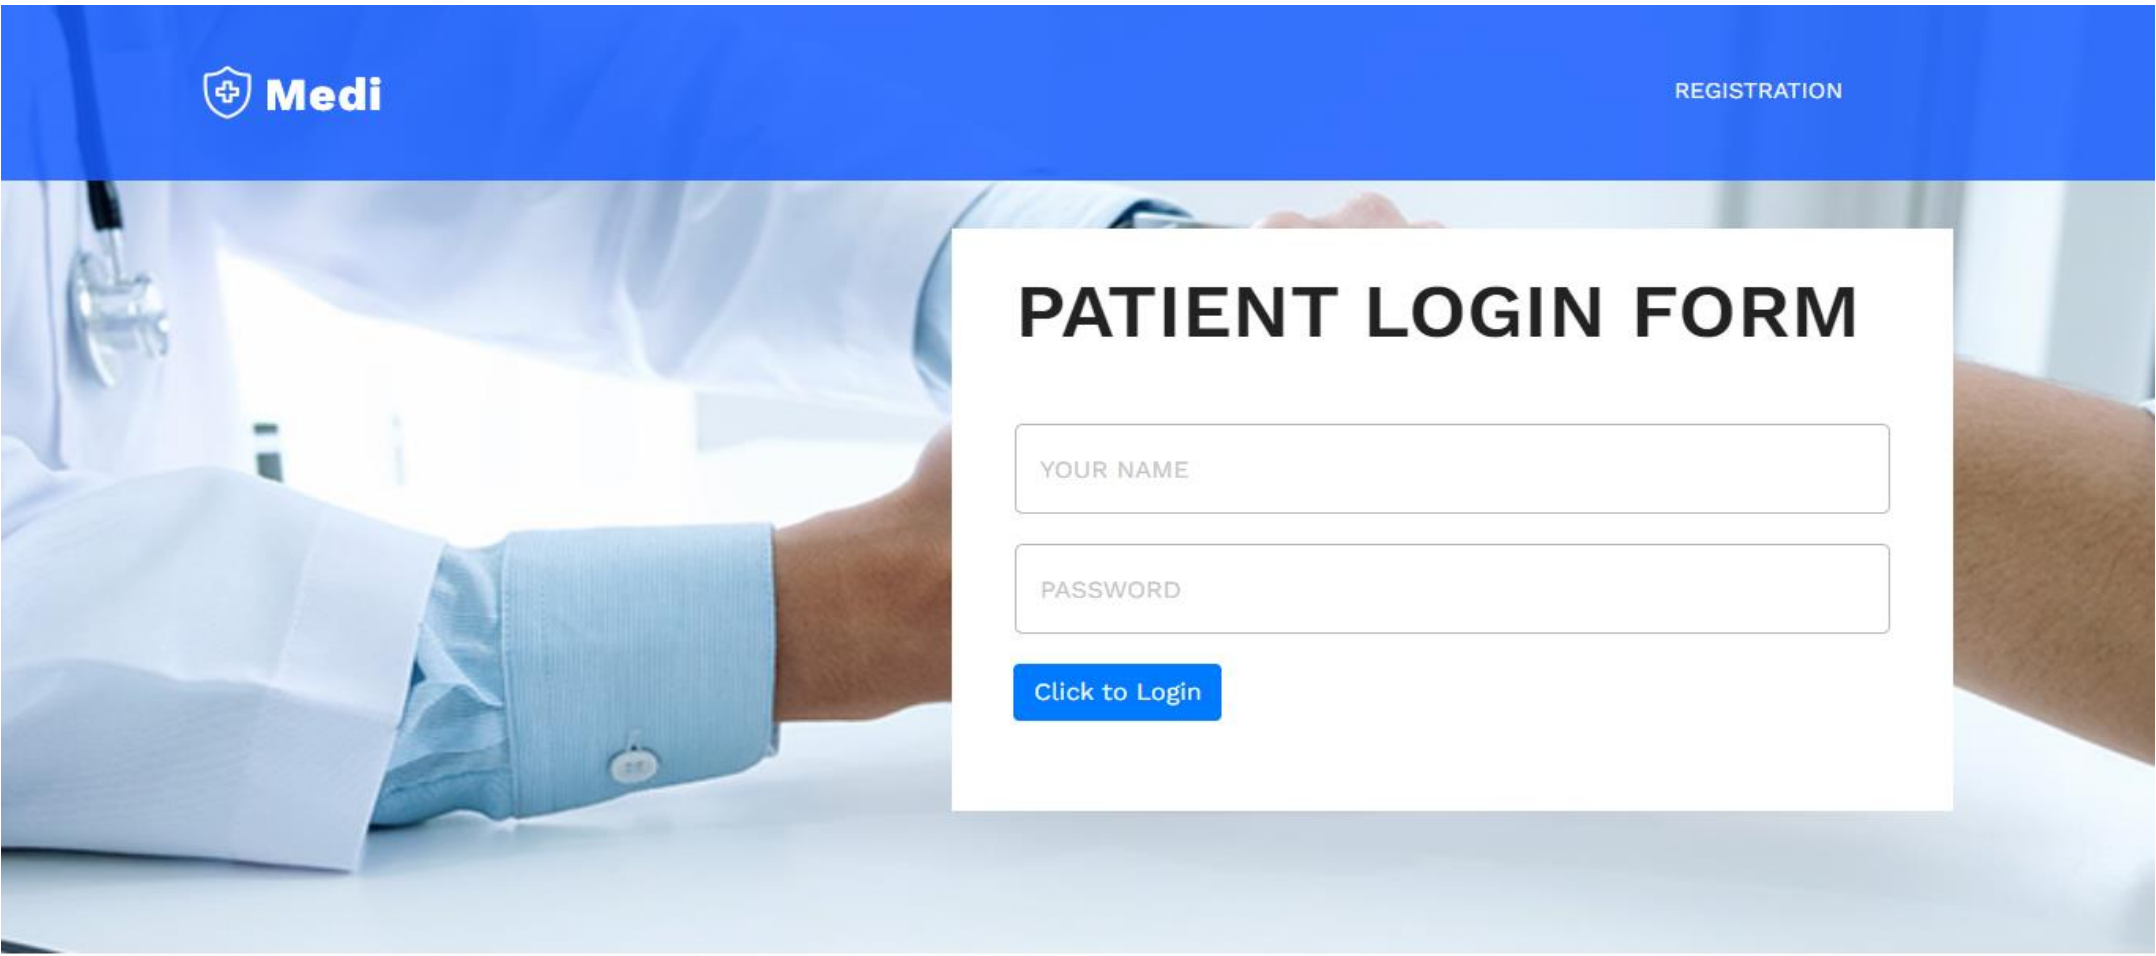 Medi
REGISTRATION
PATIENT LOGIN FORM
YOUR NAME
PASSWORD
Click to Login